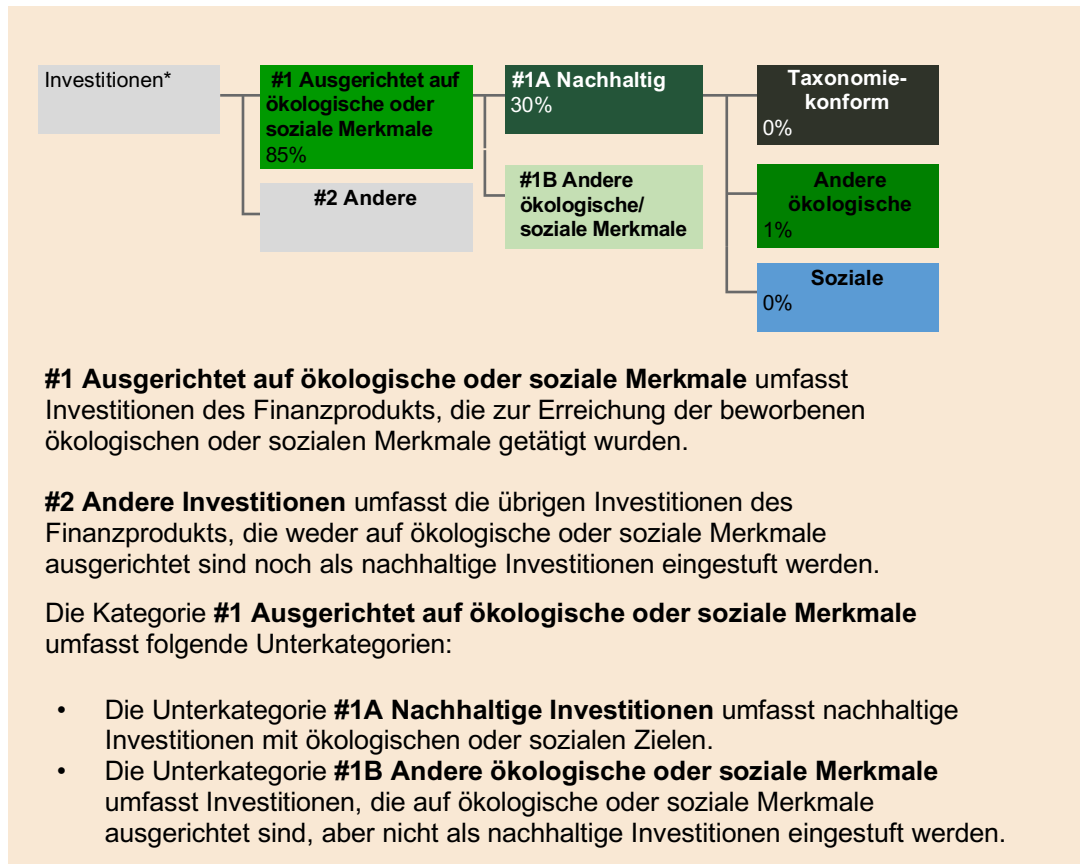 Investitionen*
#1 Ausgerichtet auf
ökologische oder
soziale Merkmale
85%
#2 Andere
#1A Nachhaltig
30%
#1B Andere
ökologische/
soziale Merkmale
Taxonomie-
konform
0%
Andere
ökologische
1%
Soziale
0%
#1 Ausgerichtet auf ökologische oder soziale Merkmale umfasst
Investitionen des Finanzprodukts, die zur Erreichung der beworbenen
ökologischen oder sozialen Merkmale getätigt wurden.
#2 Andere Investitionen umfasst die übrigen Investitionen des
Finanzprodukts, die weder auf ökologische oder soziale Merkmale
ausgerichtet sind noch als nachhaltige Investitionen eingestuft werden.
Die Kategorie #1 Ausgerichtet auf ökologische oder soziale Merkmale
umfasst folgende Unterkategorien:
• Die Unterkategorie #1A Nachhaltige Investitionen umfasst nachhaltige
Investitionen mit ökologischen oder sozialen Zielen.
• Die Unterkategorie #1B Andere ökologische oder soziale Merkmale
umfasst Investitionen, die auf ökologische oder soziale Merkmale
ausgerichtet sind, aber nicht als nachhaltige Investitionen eingestuft werden.